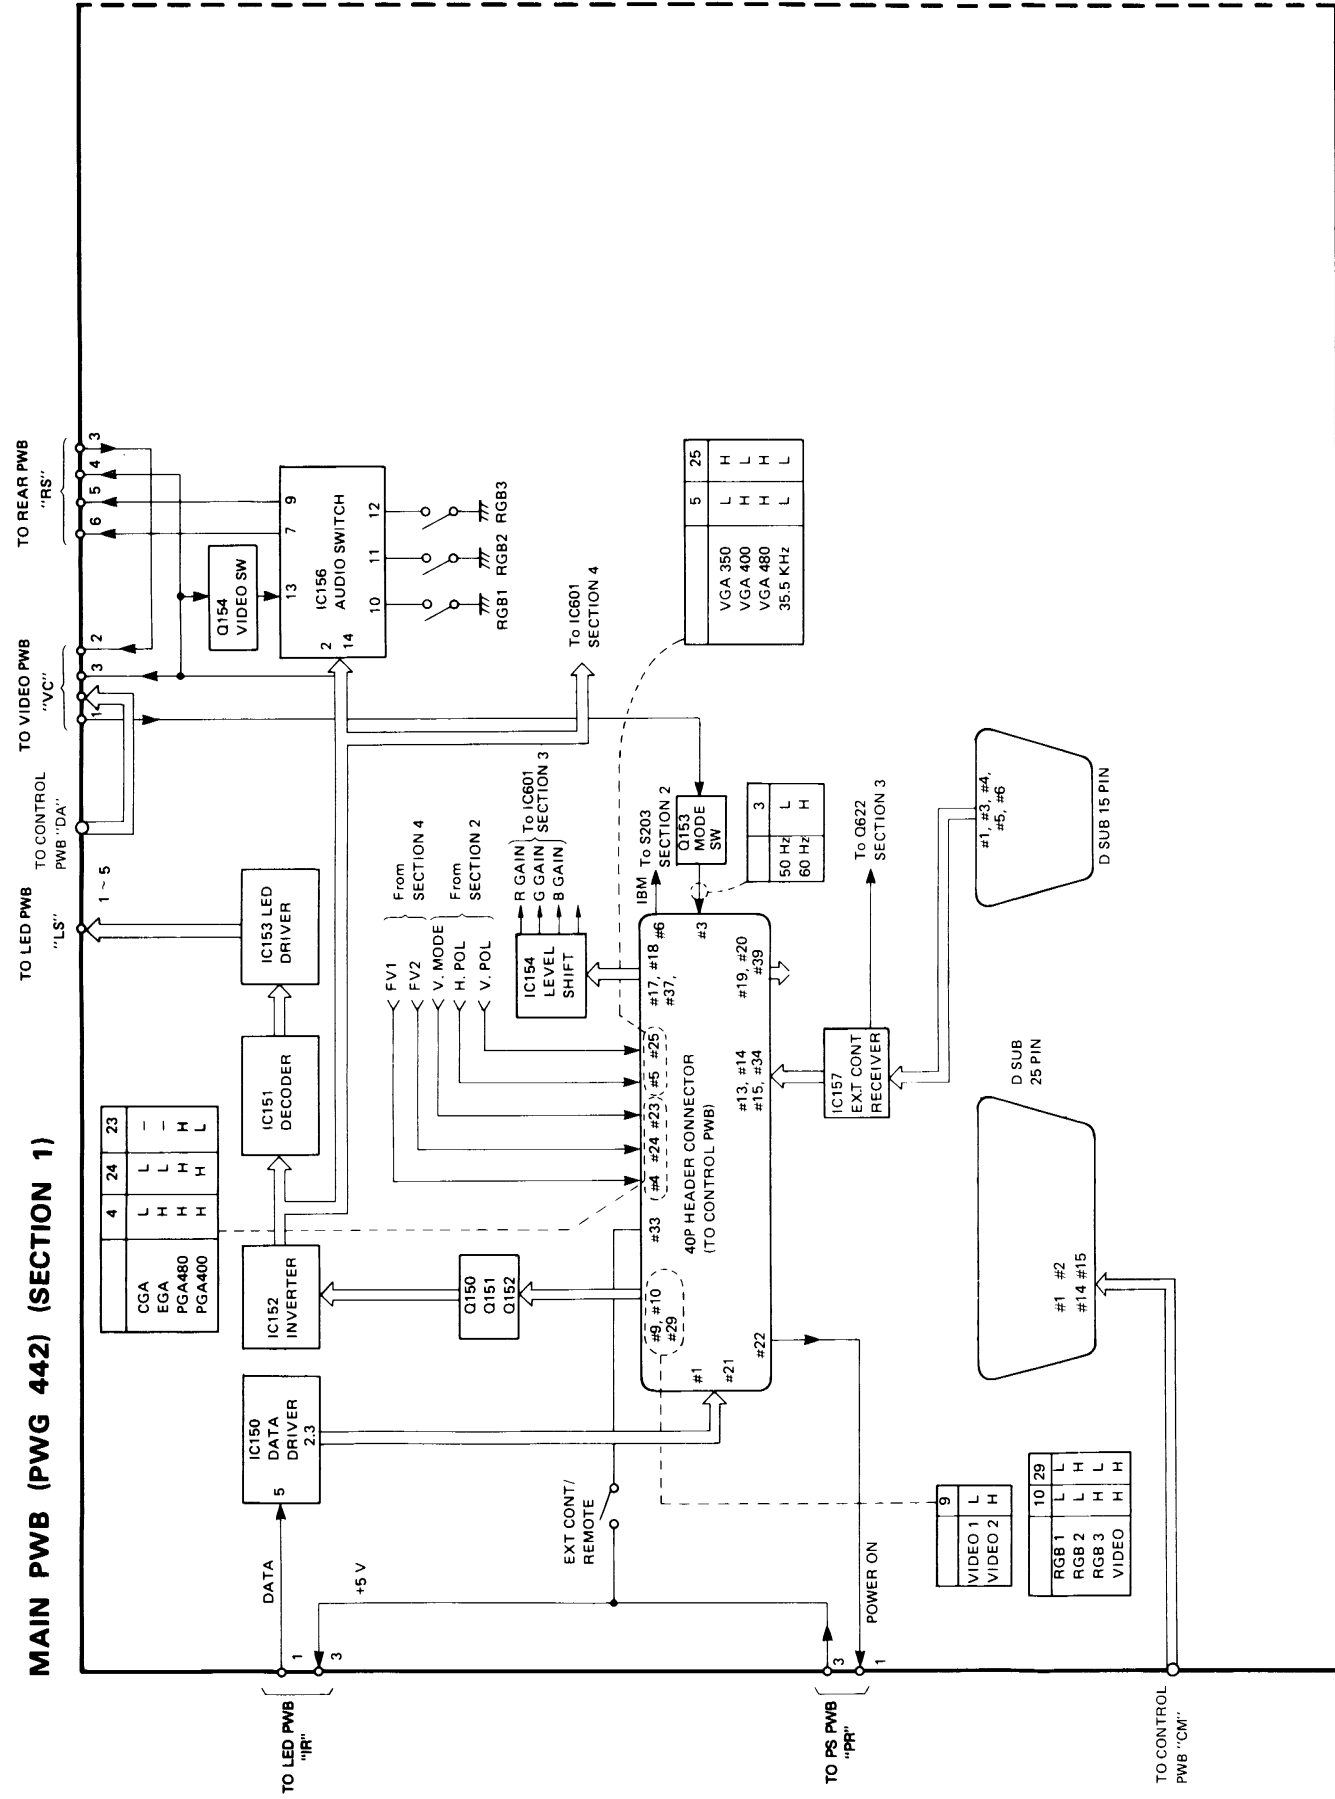 MAIN PWB (PWG 442) (SECTION 1)
TO LED PWB
"IR"
1
3
DATA
+5 V
IC150
DATA
DRIVER
2.3
5
IC152
INVERTER
IC151
DECODER
IC153 LED
DRIVER
TO LED PWB
"LS"
1 ~ 5
TO CONTROL
PWB "DA"
TO VIDEO PWB
"VC"
1
3
2
TO REAR PWB
"RS"
6
5
4
3
4 24 23
CGA L L –
EGA H L –
PGA480 H H H
PGA400 H H L
Q154
VIDEO SW
IC156
AUDIO SWITCH
2
14
13
7
9
10
11
12
RGB1
RGB2
RGB3
Q150
Q151
Q152
FV1
FV2
V. MODE
H. POL
V. POL
From
SECTION 4
From
SECTION 2
IC154
LEVEL
SHIFT
R GAIN
G GAIN
B GAIN
To IC601
SECTION 3
To IC601
SECTION 4
EXT CONT/
REMOTE
40P HEADER CONNECTOR
(TO CONTROL PWB)
#1
#21
#9, #10
#29
#33
#4 #24 #23 #5 #25
#17, #18
#37,
#6
#3
#22
#13, #14
#15, #34
#19, #20
#39
IBM To S203
SECTION 2
Q153
MODE
SW
3
50 Hz L
60 Hz H
5 25
VGA 350 L H
VGA 400 H L
VGA 480 H H
35.5 KHz L L
TO PS PWB
"PR"
3
1
POWER ON
IC157
EX.T CONT
RECEIVER
To Q622
SECTION 3
9
VIDEO 1 L
VIDEO 2 H
10 29
RGB 1 L L
RGB 2 L H
RGB 3 H L
VIDEO H H
D SUB
25 PIN
#1 #2
#14 #15
#1, #3, #4,
#5, #6
D SUB 15 PIN
TO CONTROL
PWB "CM"